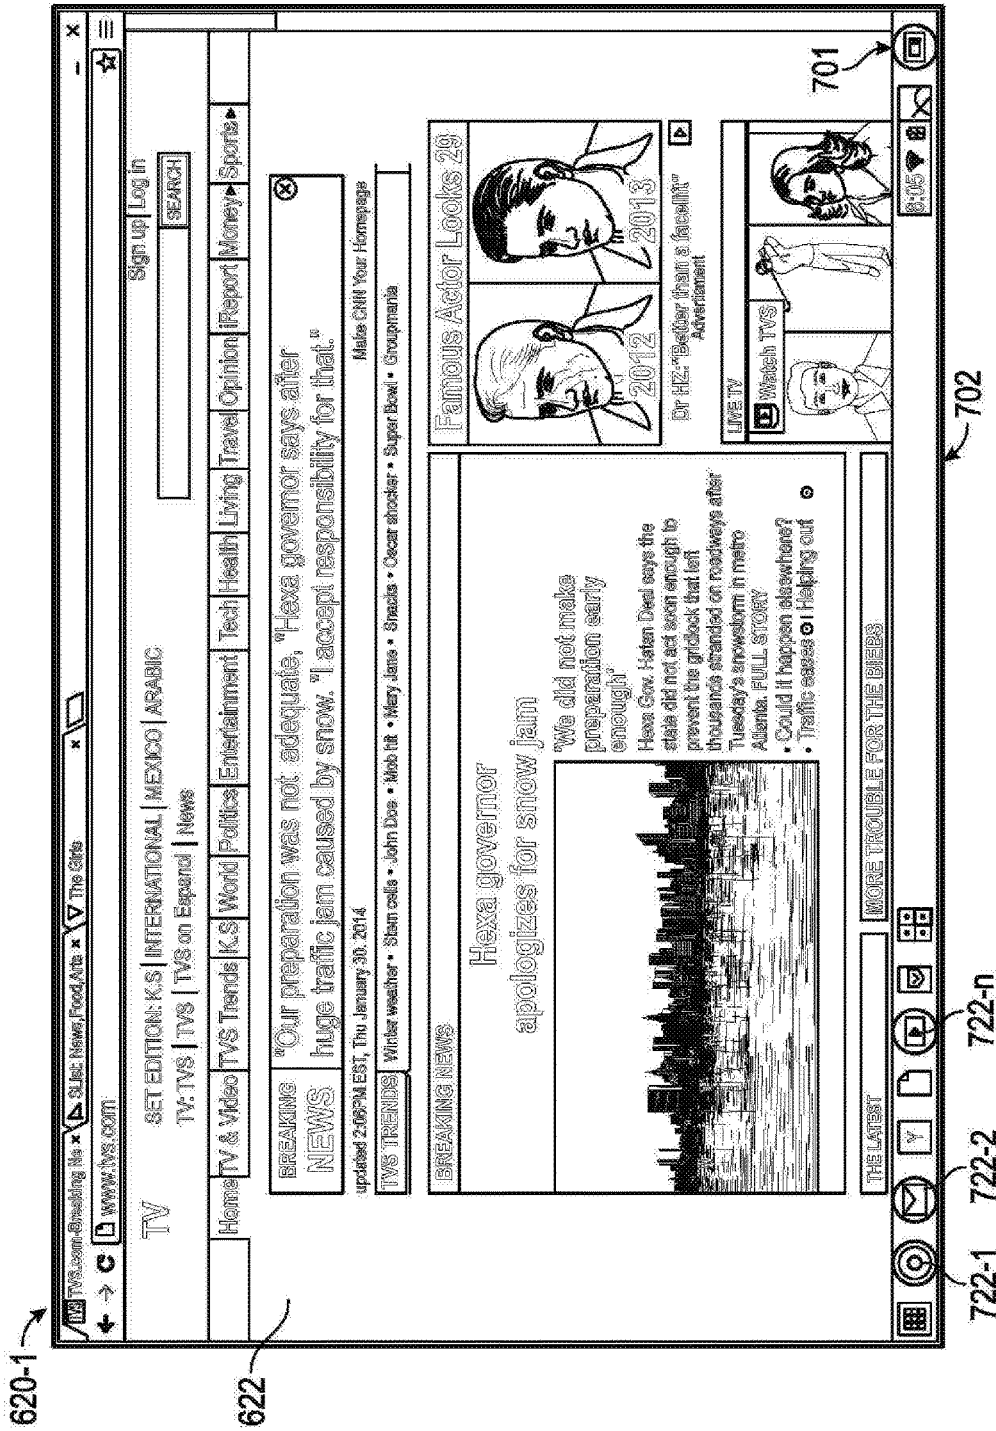 620-1
TVS TVS.com-Breaking Ne × SList: News,Food,Arts × The Girls ×
www.tvs.com
TV
SET EDITION: K.S | INTERNATIONAL | MEXICO | ARABIC
TV: TVS | TVS | TVS on Espanol | News
Sign up | Log in
SEARCH
Home TV & Video TVS Trends K.S World Politics Entertainment Tech Health Living Travel Opinion iReport Money Sports
622
BREAKING
NEWS
"Our preparation was not adequate, "Hexa governor says after
huge traffic jam caused by snow. "I accept responsibility for that."
updated 2:06PM EST, Thu January 30, 2014
Make CNN Your Homepage
TVS TRENDS
Winter weather • Stem cells • John Doe • Mob hit • Mary Jane • Snacks • Oscar shocker • Super Bowl • Groupmania
BREAKING NEWS
Hexa governor
apologizes for snow jam
'We did not make
preparation early
enough'
Hexa Gov. Hatan Deal says the
state did not act soon enough to
prevent the gridlock that left
thousands stranded on roadways after
Tuesday's snowstorm in metro
Atlanta. FULL STORY
• Could it happen elsewhere?
• Traffic eases | Helping out
Famous Actor Looks 29
2012
2013
Dr HZ:"Better than a facelift"
Advertisment
LIVE TV
Watch TVS
THE LATEST
MORE TROUBLE FOR THE BIEBS
Y
6:05
701
702
722-1
722-2
722-n